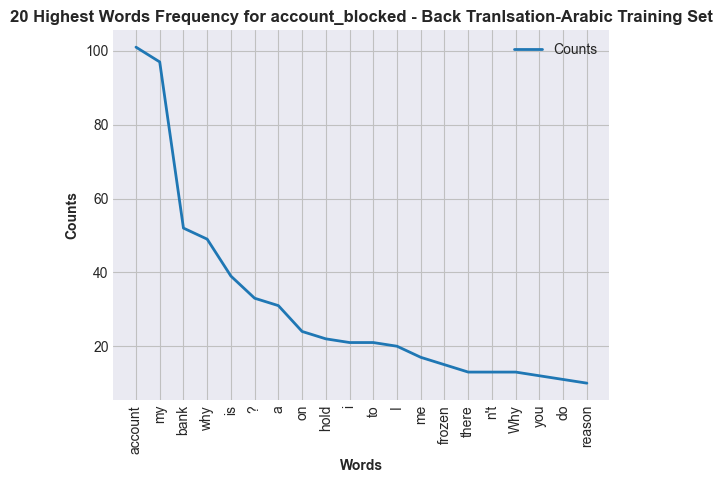 20 Highest Words Frequency for account_blocked - Back Tranlsation-Arabic Training Set
Counts
100
80
60
40
20
Counts
account
my
bank
why
is
?
a
on
hold
i
to
I
me
frozen
there
n't
Why
you
do
reason
Words